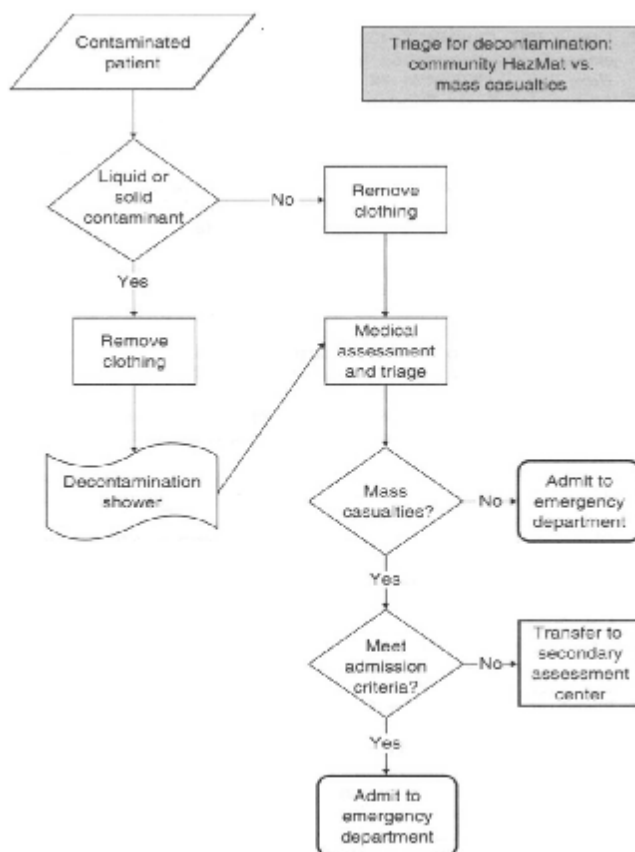 Contaminated
patient
Triage for decontamination:
community HazMat vs.
mass casualties
Liquid or
solid
contaminant
No
Remove
clothing
Yes
Remove
clothing
Medical
assessment
and triage
Decontamination
shower
Mass
casualties?
No
Admit to
emergency
department
Yes
Meet
admission
criteria?
No
Transfer to
secondary
assessment
center
Yes
Admit to
emergency
department